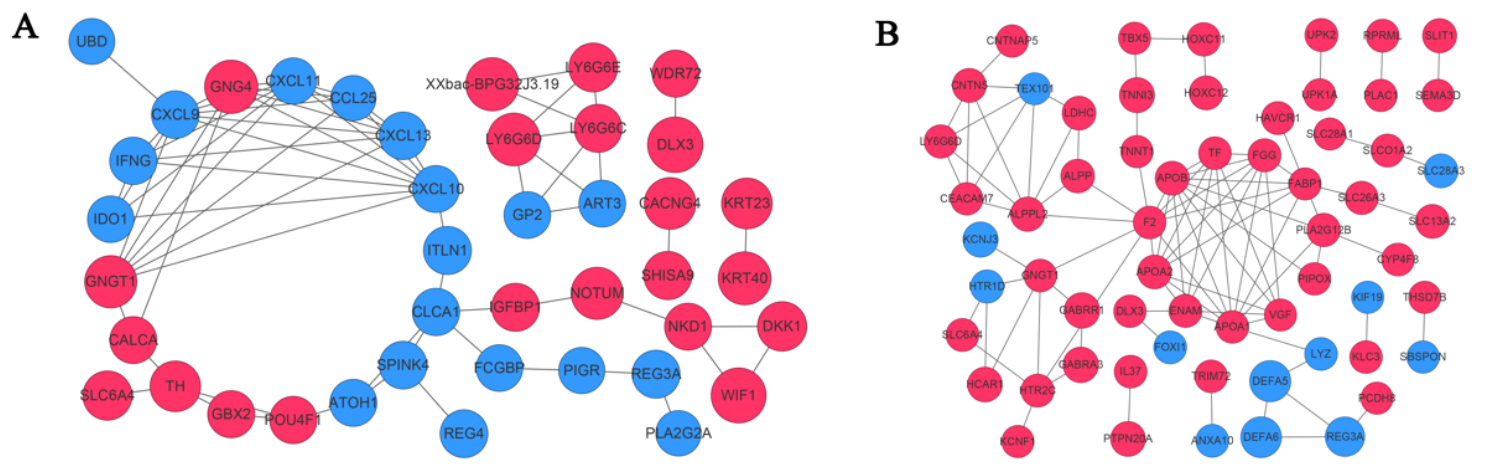 A
UBD
GNG4
CXCL11
CCL25
CXCL9
CXCL13
IFNG
CXCL10
IDO1
ITLN1
GNGT1
CLCA1
CALCA
SPINK4
TH
SLC6A4
GBX2
POU4F1
ATOH1
REG4
FCGBP
PIGR
REG3A
PLA2G2A
IGFBP1
NOTUM
NKD1
DKK1
WIF1
XXbac-BPG32J3.19
LY6G6E
LY6G6D
LY6G6C
GP2
ART3
WDR72
DLX3
CACNG4
SHISA9
KRT23
KRT40
B
CNTNAP5
CNTN5
TEX101
LDHC
LY6G6D
ALPP
CEACAM7
ALPPL2
TBX5
HOXC11
TNNI3
HOXC12
TNNT1
UPK2
UPK1A
RPRML
PLAC1
SLIT1
SEMA3D
HAVCR1
SLC28A1
SLCO1A2
SLC28A3
TF
FGG
APOB
FABP1
SLC26A3
SLC13A2
F2
PLA2G12B
CYP4F8
PIPOX
APOA2
ENAM
APOA1
VGF
KCNJ3
GNGT1
HTR1D
GABRR1
SLC6A4
GABRA3
HCAR1
HTR2C
KCNF1
DLX3
FOXI1
LYZ
KIF19
KLC3
THSD7B
SBSPON
IL37
PTPN20A
TRIM72
ANXA10
DEFA5
DEFA6
REG3A
PCDH8